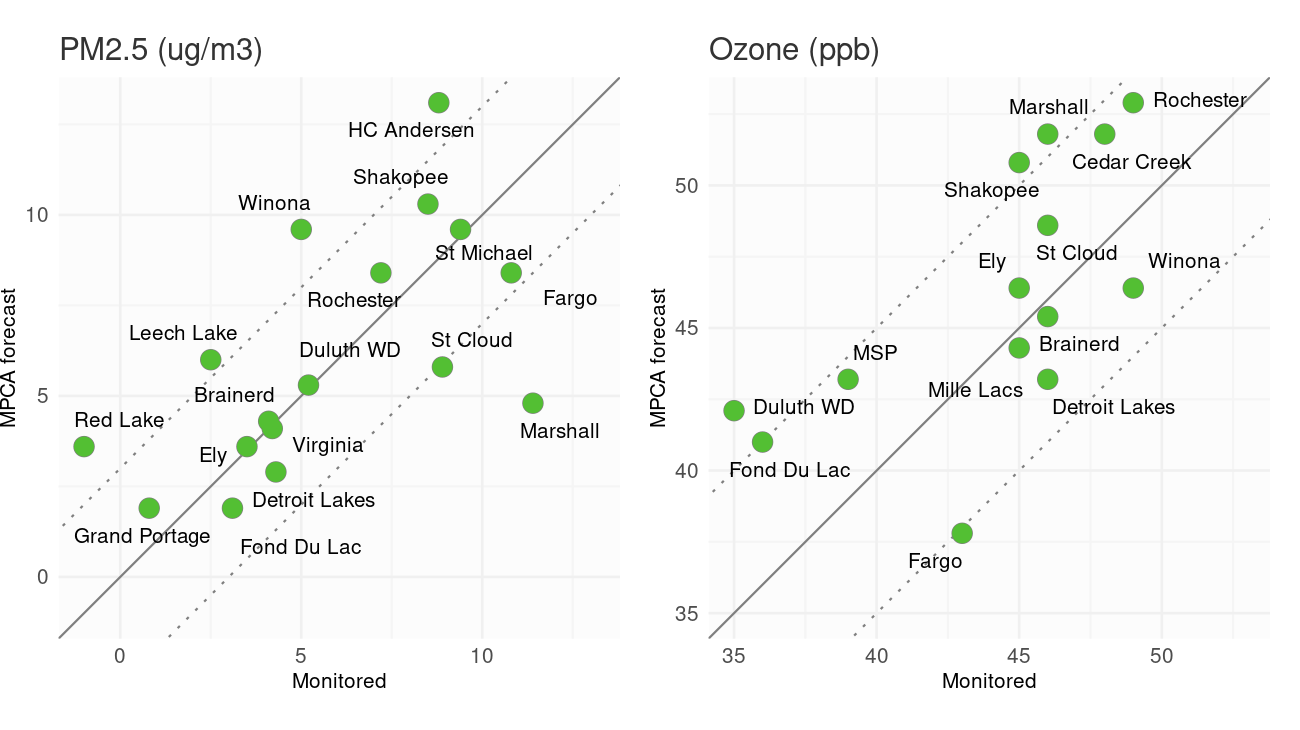 PM2.5 (ug/m3)
HC Andersen
Shakopee
Winona
10
St Michael
Rochester
Fargo
Leech Lake
St Cloud
Duluth WD
Brainerd
5
Red Lake
Marshall
Virginia
Ely
Detroit Lakes
Grand Portage
Fond Du Lac
0
MPCA forecast
0 5 10
Monitored
Ozone (ppb)
Rochester
Marshall
Cedar Creek
50
Shakopee
St Cloud
Ely
Winona
45
Brainerd
MSP
Mille Lacs
Duluth WD
Detroit Lakes
Fond Du Lac
40
Fargo
35
MPCA forecast
35 40 45 50
Monitored